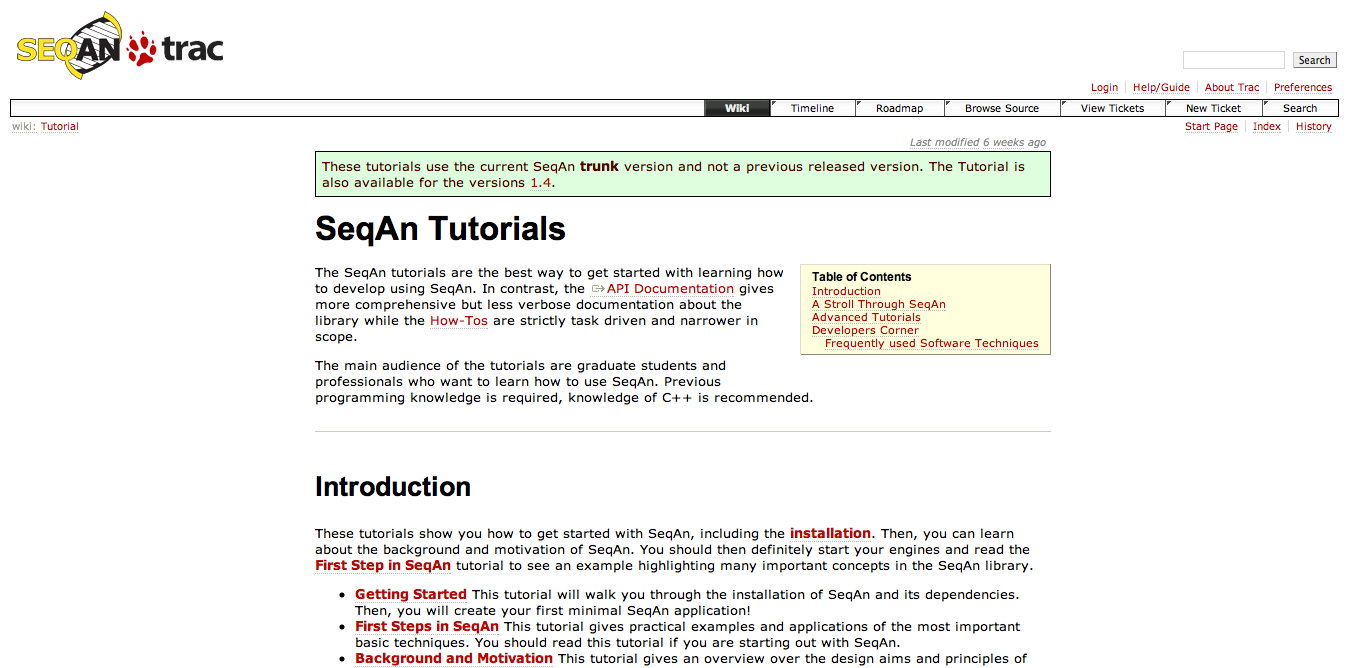 SEQAN trac
Search
Login Help/Guide About Trac Preferences
Wiki Timeline Roadmap Browse Source View Tickets New Ticket Search
wiki: Tutorial
Start Page Index History
Last modified 6 weeks ago
These tutorials use the current SeqAn trunk version and not a previous released version. The Tutorial is
also available for the versions 1.4.
SeqAn Tutorials
The SeqAn tutorials are the best way to get started with learning how
to develop using SeqAn. In contrast, the API Documentation gives
more comprehensive but less verbose documentation about the
library while the How-Tos are strictly task driven and narrower in
scope.
Table of Contents
Introduction
A Stroll Through SeqAn
Advanced Tutorials
Developers Corner
Frequently used Software Techniques
The main audience of the tutorials are graduate students and
professionals who want to learn how to use SeqAn. Previous
programming knowledge is required, knowledge of C++ is recommended.
Introduction
These tutorials show you how to get started with SeqAn, including the installation. Then, you can learn
about the background and motivation of SeqAn. You should then definitely start your engines and read the
First Step in SeqAn tutorial to see an example highlighting many important concepts in the SeqAn library.
• Getting Started This tutorial will walk you through the installation of SeqAn and its dependencies.
Then, you will create your first minimal SeqAn application!
• First Steps in SeqAn This tutorial gives practical examples and applications of the most important
basic techniques. You should read this tutorial if you are starting out with SeqAn.
• Background and Motivation This tutorial gives an overview over the design aims and principles of